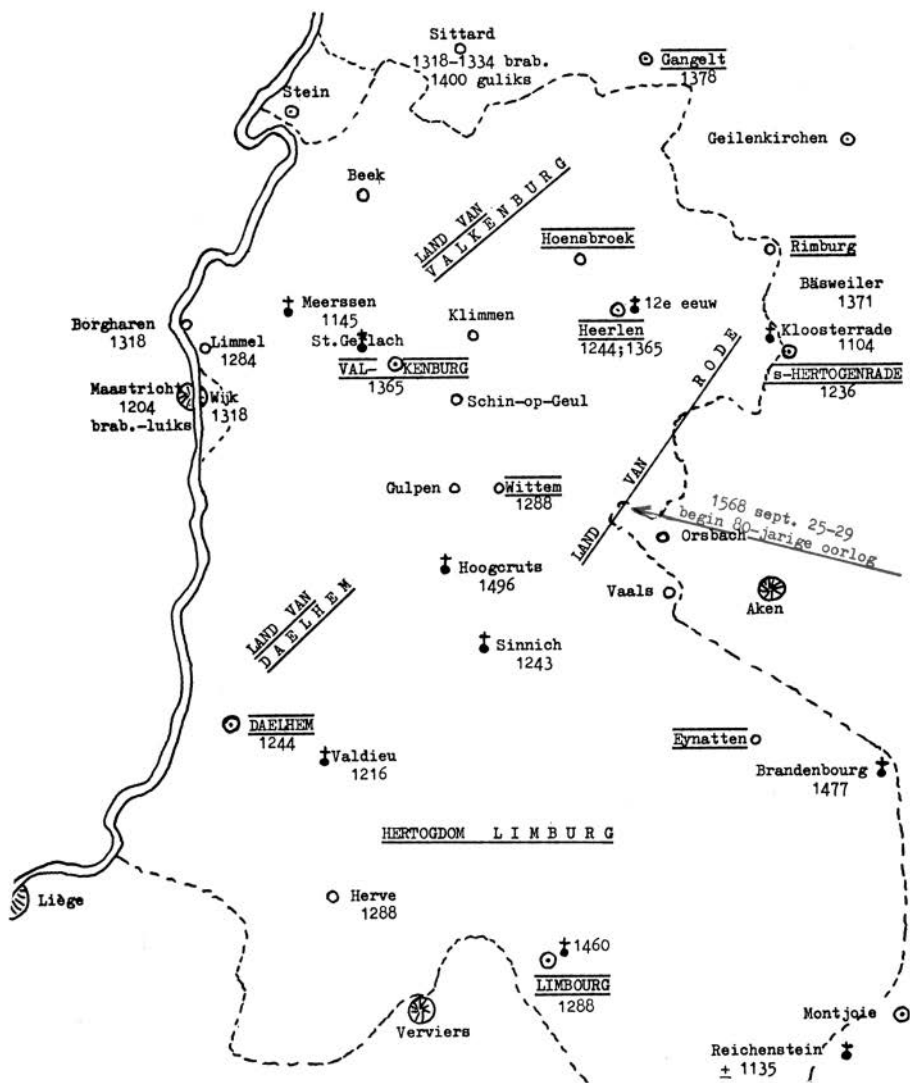 Sittard
1318-1334 brab.
1400 guliks
Gangelt
1378
Stein
Geilenkirchen
Beek
LAND VAN
VALKENBURG
Hoensbroek
Rimburg
Bäsweiler
1371
Meerssen
1145
12e eeuw
Heerlen
1244;1365
Klimmen
Borgharen
1318
Limmel
1284
St.Gerlach
VAL-KENBURG
1365
Kloosterrade
1104
s-HERTOGENRADE
1236
Maastricht
1204
brab.-luiks
Wijk
1318
Schin-op-Geul
LAND VAN RODE
Gulpen
Wittem
1288
1568 sept. 25-29
begin 80-jarige oorlog
Orsbach
Hoogcruts
1496
Vaals
Aken
LAND VAN
DAELHEM
Sinnich
1243
DAELHEM
1244
Valdieu
1216
Eynatten
Brandenbourg
1477
HERTOGDOM LIMBURG
Liège
Herve
1288
1460
LIMBOURG
1288
Verviers
Montjoie
Reichenstein
± 1135